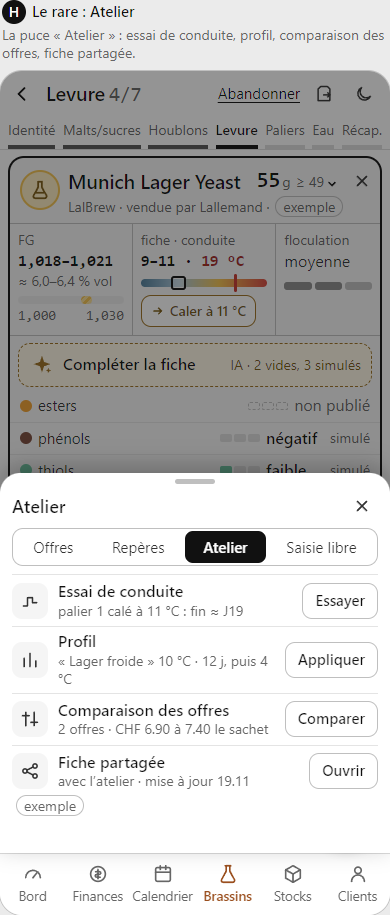 H Le rare : Atelier
La puce « Atelier » : essai de conduite, profil, comparaison des
offres, fiche partagée.
Levure 4/7 Abandonner
Identité Malts/sucres Houblons Levure Paliers Eau Récap.
Munich Lager Yeast 55 g ≥ 49
LalBrew · vendue par Lallemand · exemple
FG fiche · conduite floculation
1,018–1,021 9–11 · 19 °C moyenne
≈ 6,0–6,4 % vol
1,000 1,030 → Caler à 11 °C
Compléter la fiche IA · 2 vides, 3 simulés
esters non publié
phénols négatif simulé
thiols faible simulé
Atelier
Offres Repères Atelier Saisie libre
Essai de conduite
palier 1 calé à 11 °C : fin ≈ J19
Essayer
Profil
« Lager froide » 10 °C · 12 j, puis 4
°C
Appliquer
Comparaison des offres
2 offres · CHF 6.90 à 7.40 le sachet
Comparer
Fiche partagée
avec l'atelier · mise à jour 19.11
Ouvrir
exemple
Bord Finances Calendrier Brassins Stocks Clients